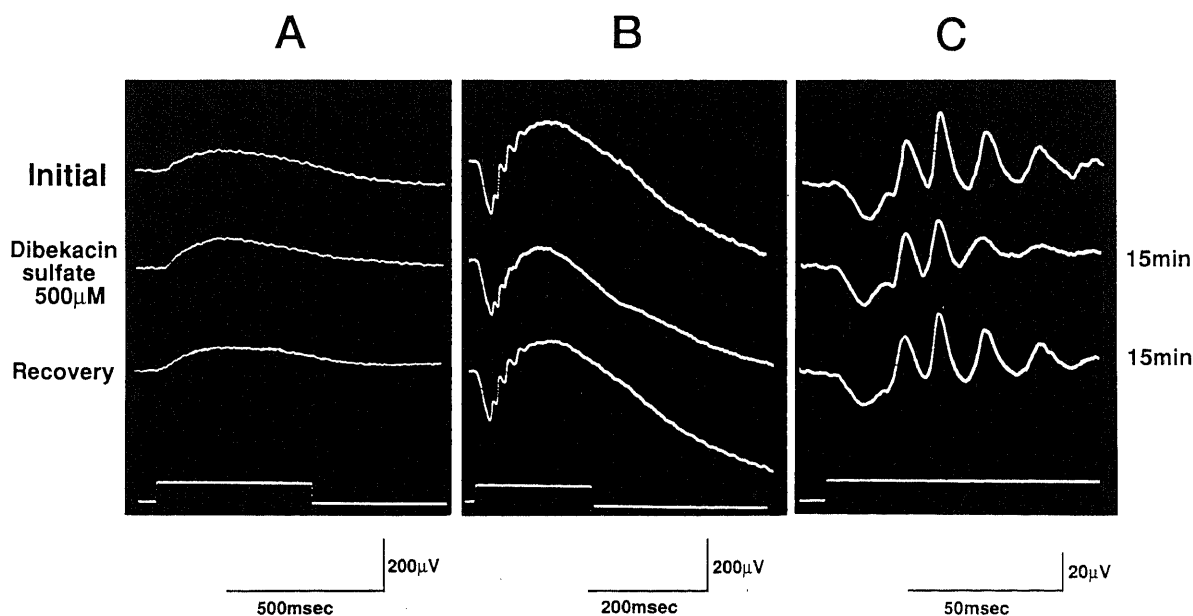 A
B
C
Initial
Dibekacin
sulfate
500μM
15min
Recovery
15min
200μV
500msec
200μV
200msec
20μV
50msec